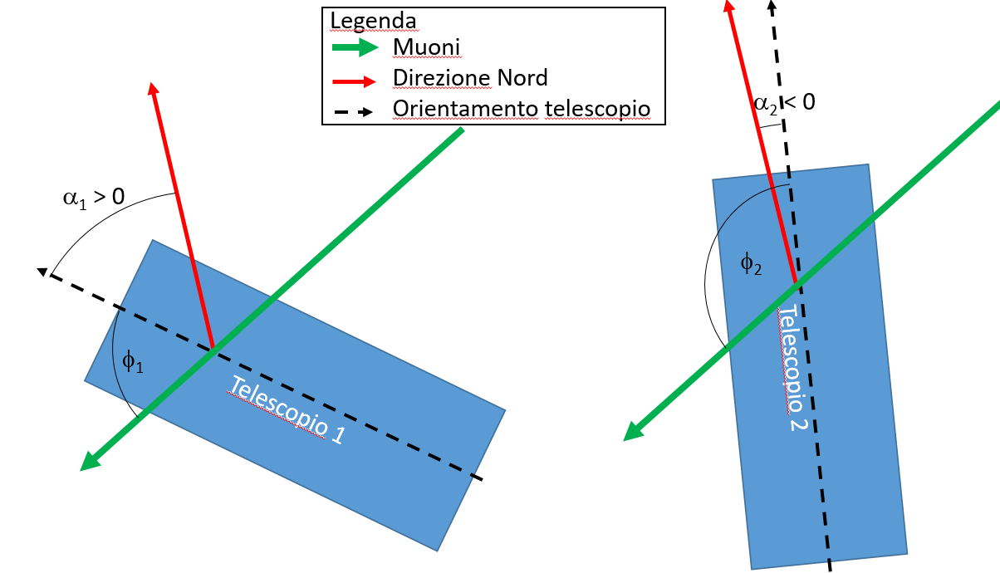 Legenda
Muoni
Direzione Nord
Orientamento telescopio
α₁ > 0
ϕ₁
Telescopio 1
α₂ < 0
ϕ₂
Telescopio 2